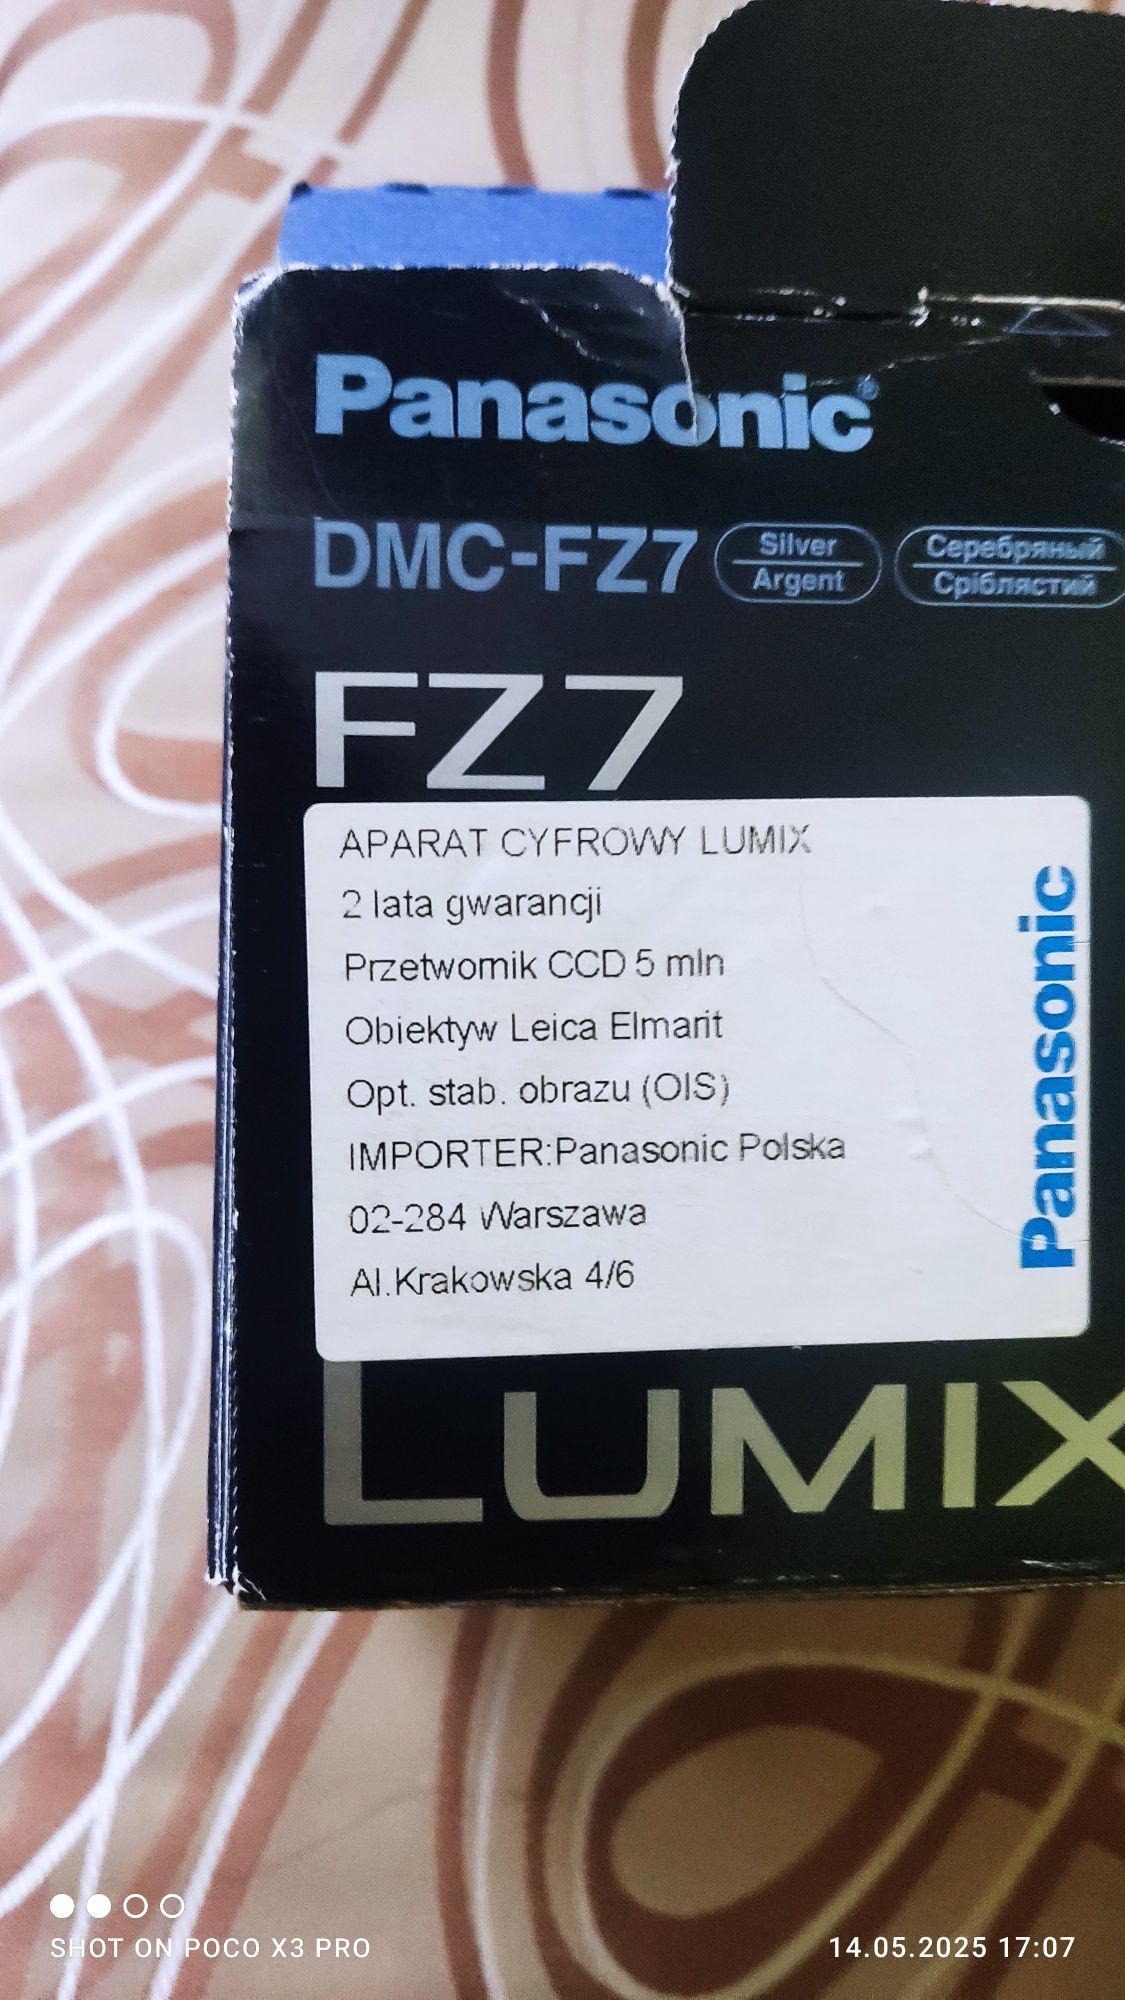 Panasonic®
DMC-FZ7
Silver
Argent
Серебряный
Сріблястий
FZ7
APARAT CYFROWY LUMIX
2 lata gwarancji
Przetwornik CCD 5 mln
Obiektyw Leica Elmarit
Opt. stab. obrazu (OIS)
IMPORTER:Panasonic Polska
02-284 Warszawa
Al.Krakowska 4/6
Panasonic
LUMIX
SHOT ON POCO X3 PRO
14.05.2025 17:07